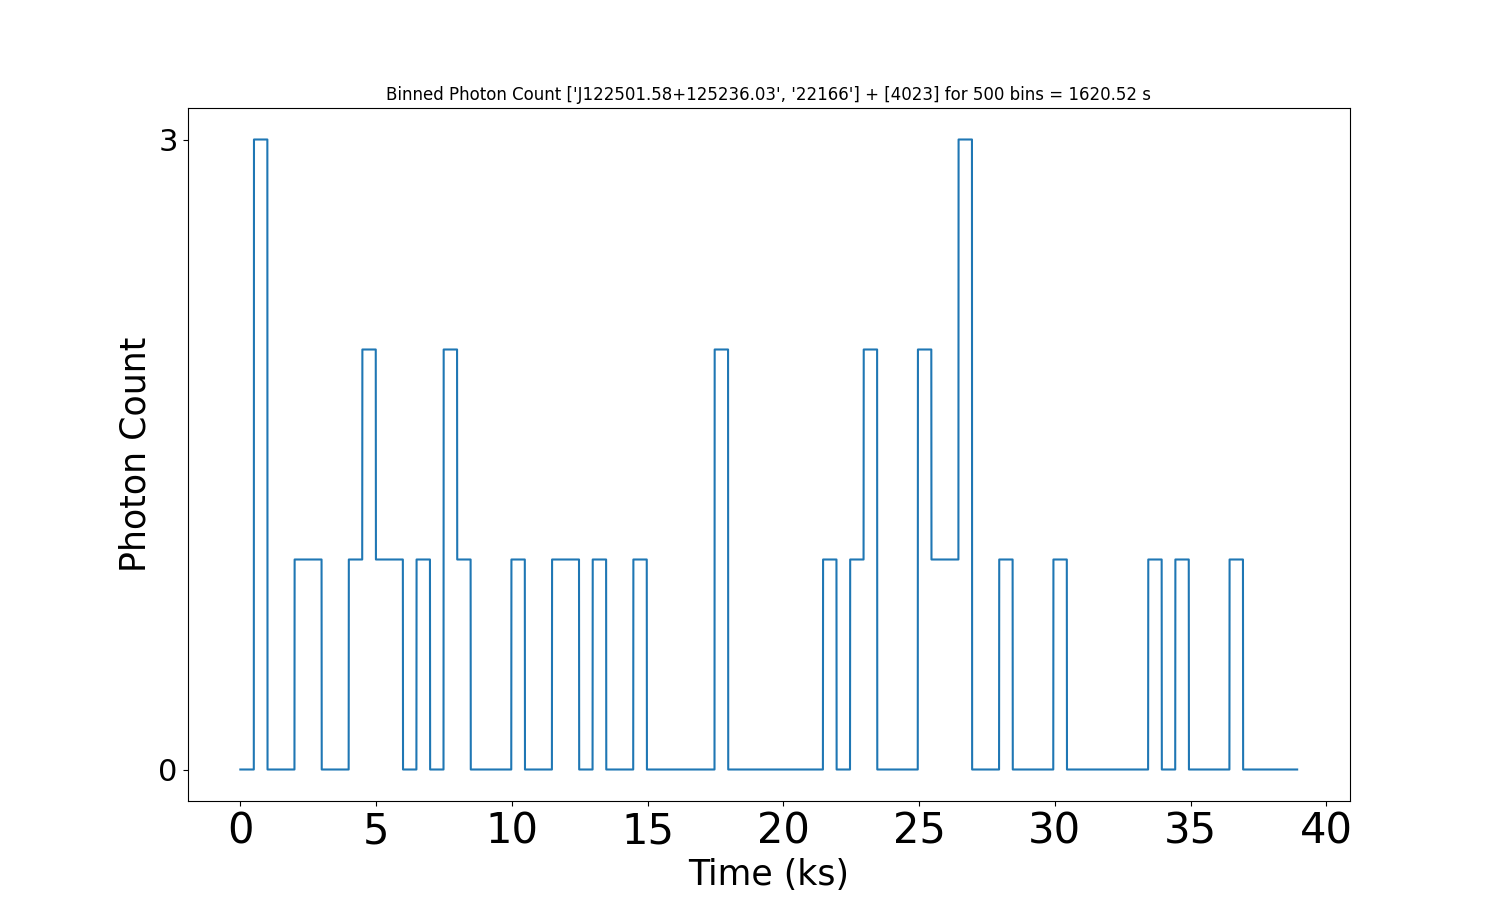 Binned Photon Count ['J122501.58+125236.03', '22166'] + [4023] for 500 bins = 1620.52 s
3
0
Photon Count
0 5 10 15 20 25 30 35 40
Time (ks)